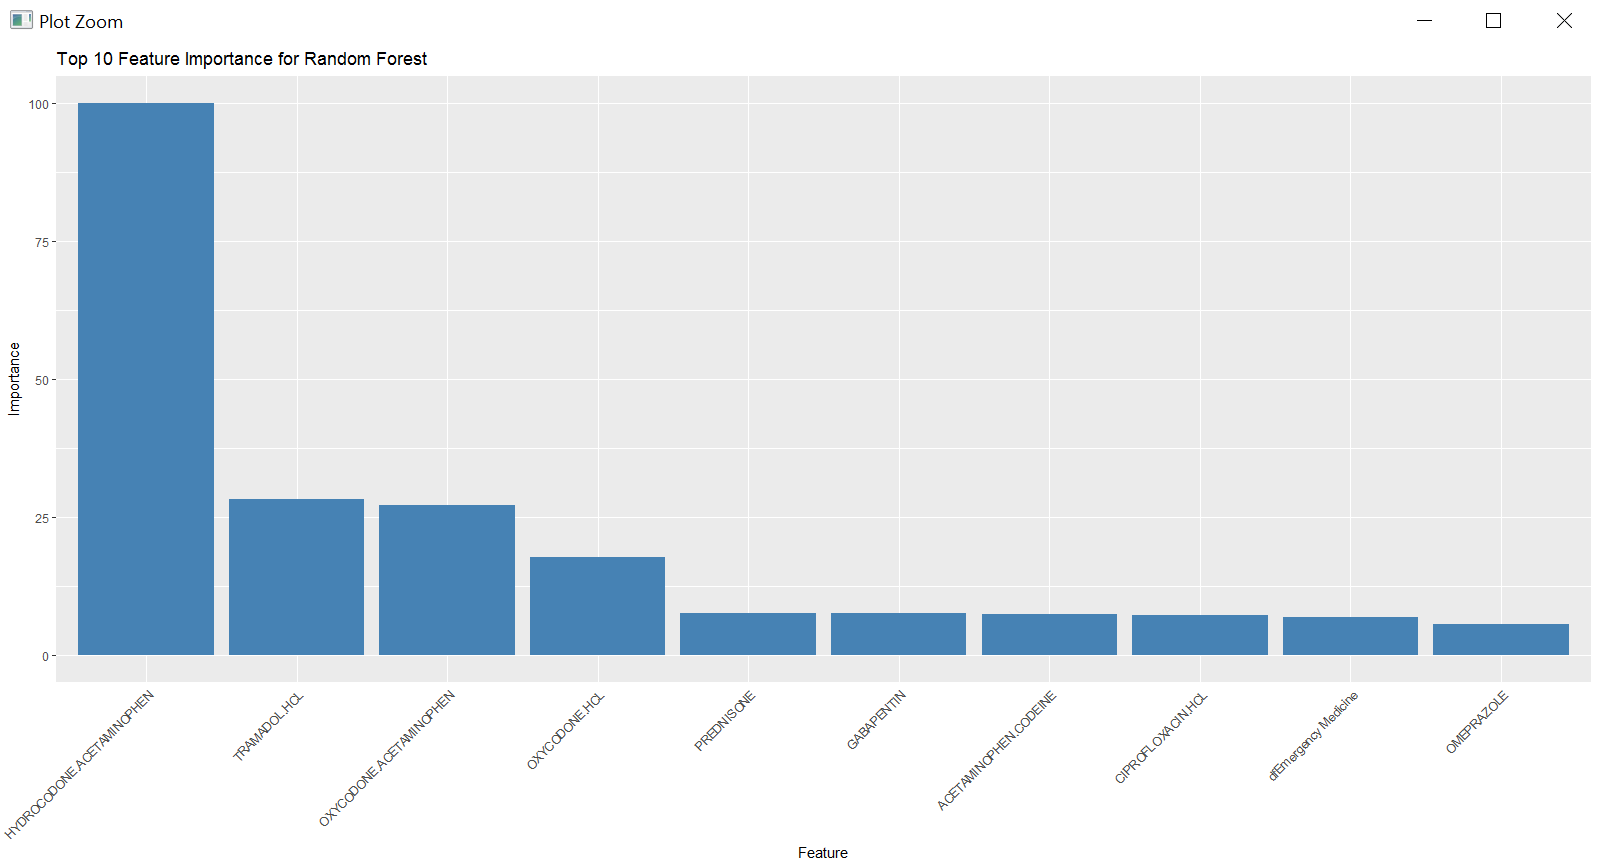 Plot Zoom
Top 10 Feature Importance for Random Forest
100
75
50
25
0
Importance
HYDROCODONE.ACETAMINOPHEN
TRAMADOL.HCL
OXYCODONE.ACETAMINOPHEN
OXYCODONE.HCL
PREDNISONE
GABAPENTIN
ACETAMINOPHEN.CODEINE
CIPROFLOXACIN.HCL
dfEmergency Medicine
OMEPRAZOLE
Feature